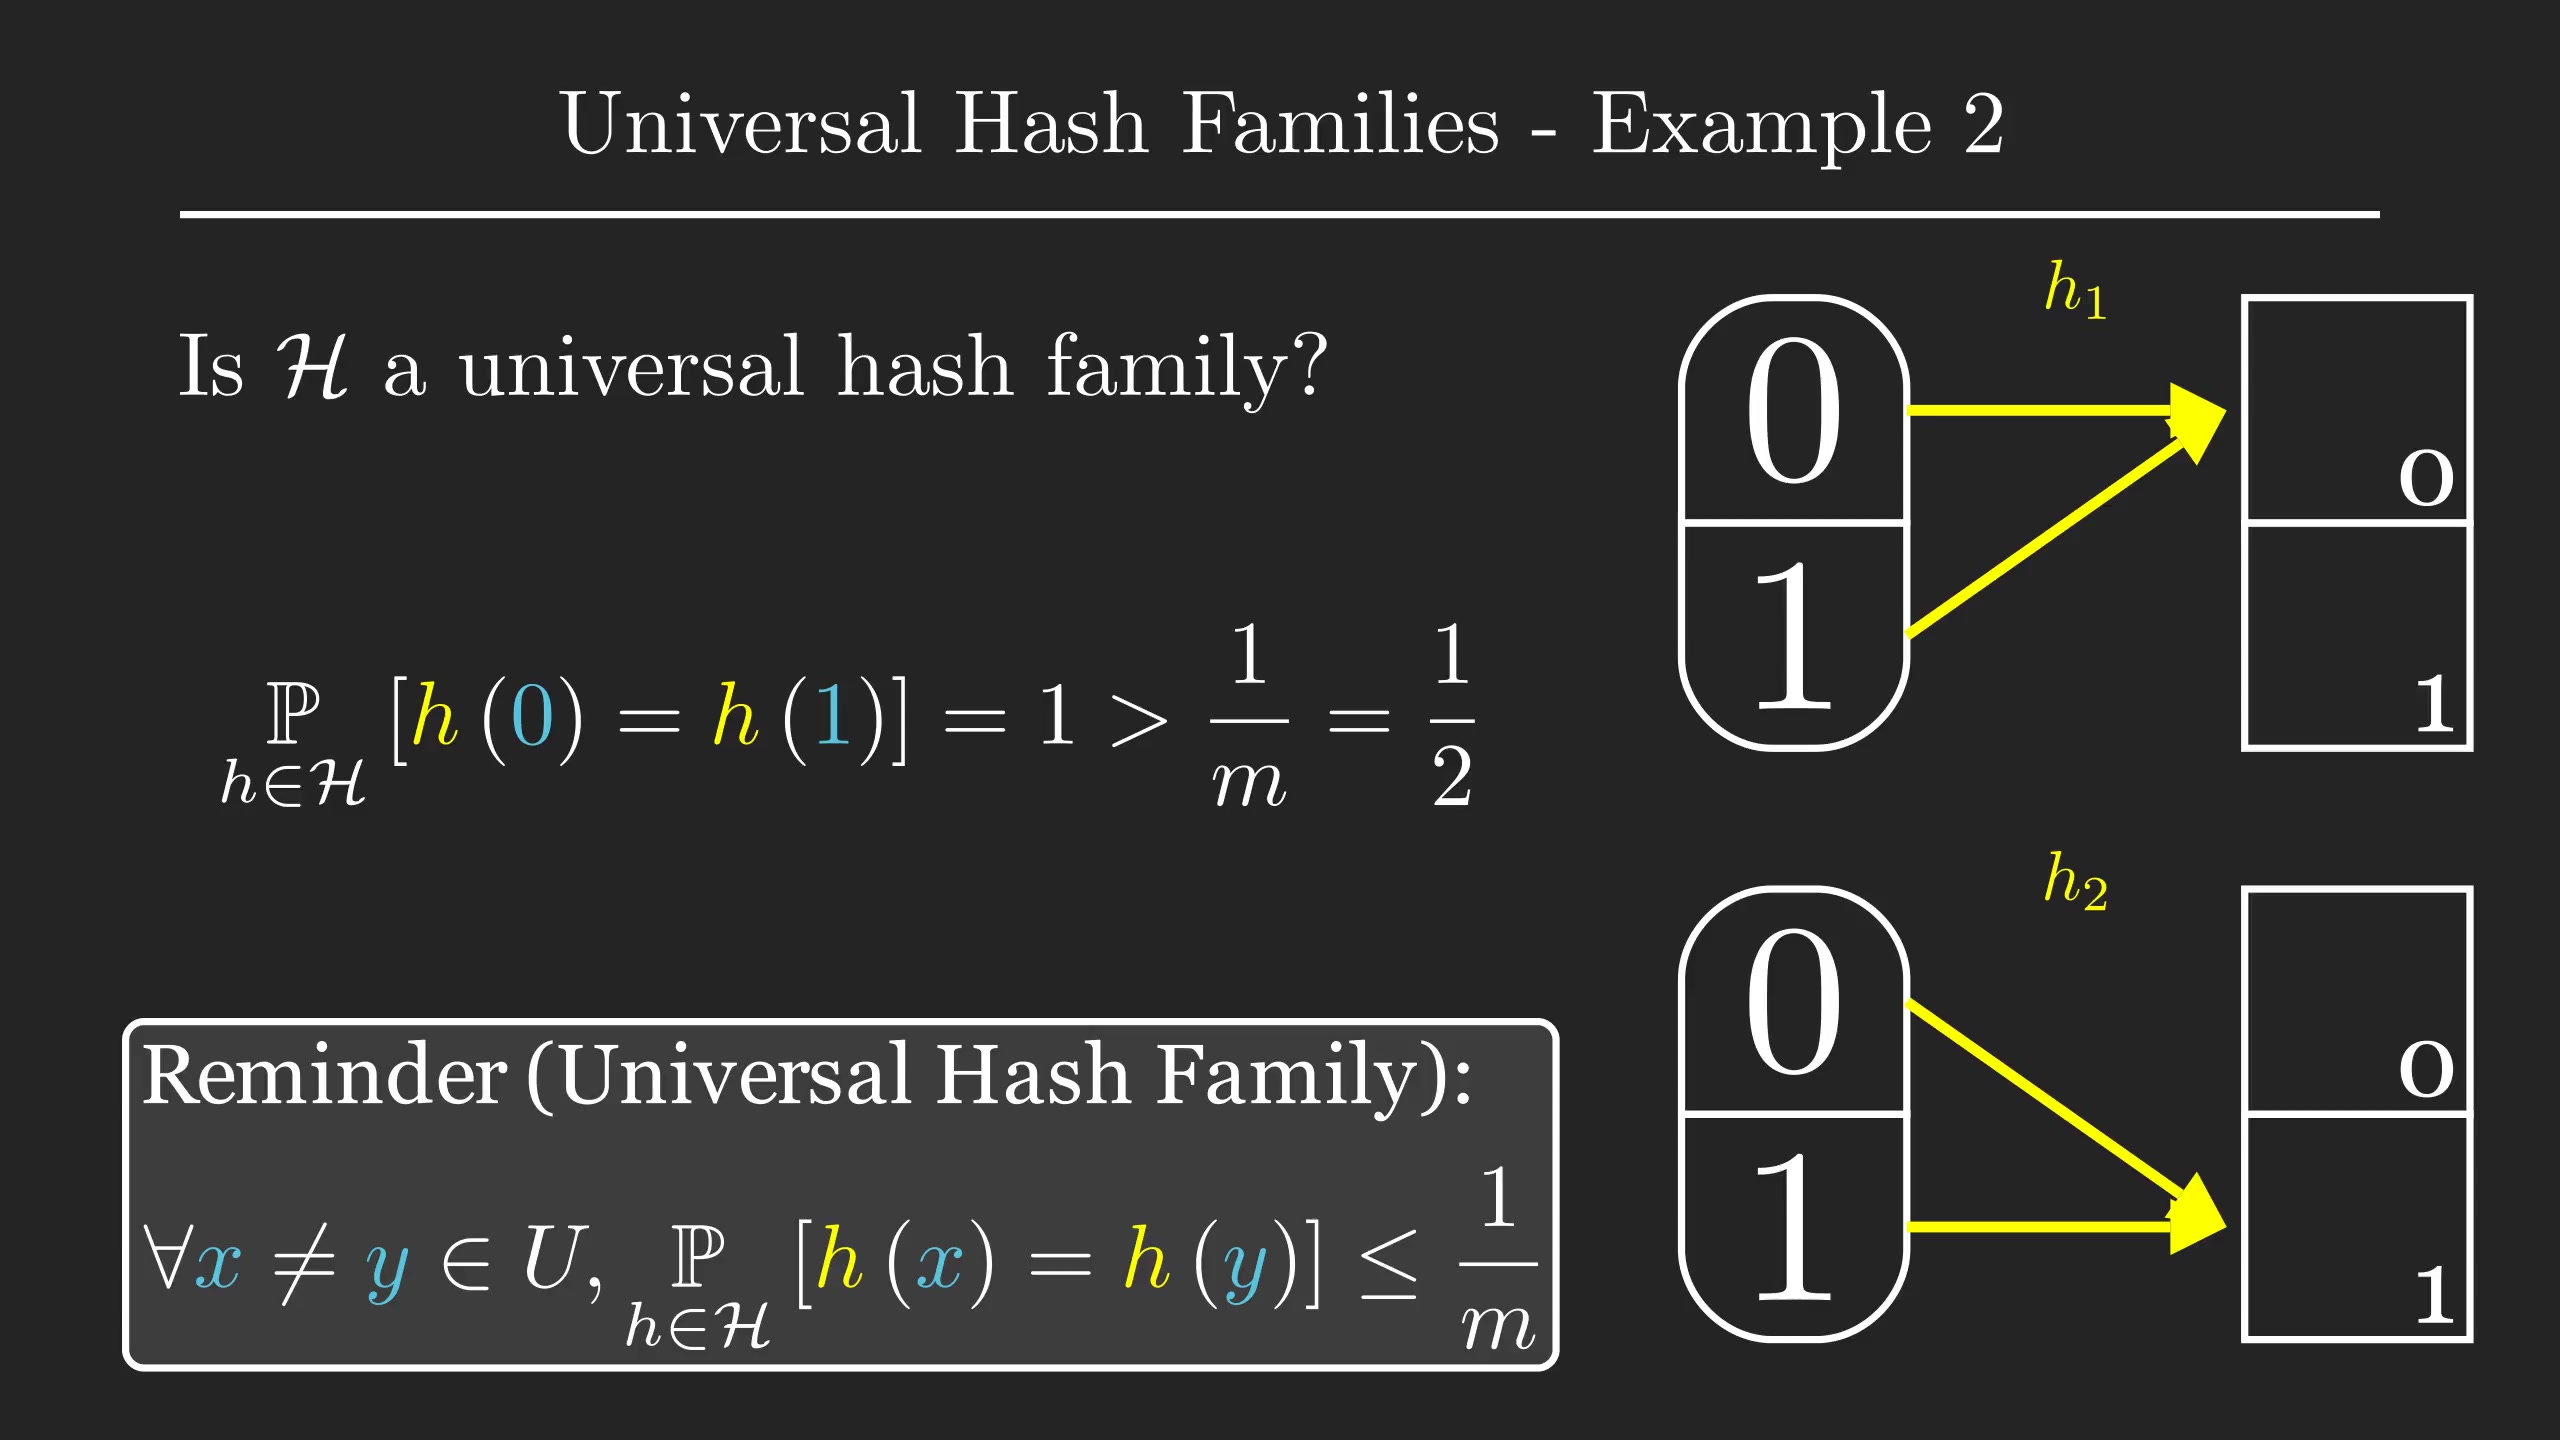 Universal Hash Families - Example 2
Is ℋ a universal hash family?
ℙ_{h∈ℋ} [h(0) = h(1)] = 1 > 1/m = 1/2
Reminder (Universal Hash Family):
∀x ≠ y ∈ U, ℙ_{h∈ℋ} [h(x) = h(y)] ≤ 1/m
h₁
0
1
0
1
h₂
0
1
0
1